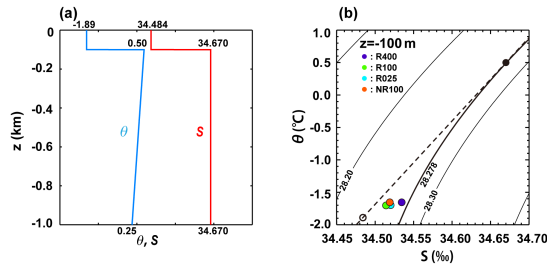 (a)
-1.89 34.484
0 -0.2 -0.4 -0.6 -0.8 -1.0
z (km)
0.50 34.670
θ S
0.25 34.670
θ, S
(b)
z=-100 m
: R400
: R100
: R025
: NR100
1.0 0.5 0.0 -0.5 -1.0 -1.5 -2.0
θ (°C)
28.20
28.278
28.30
34.45 34.50 34.55 34.60 34.65 34.70
S (‰)